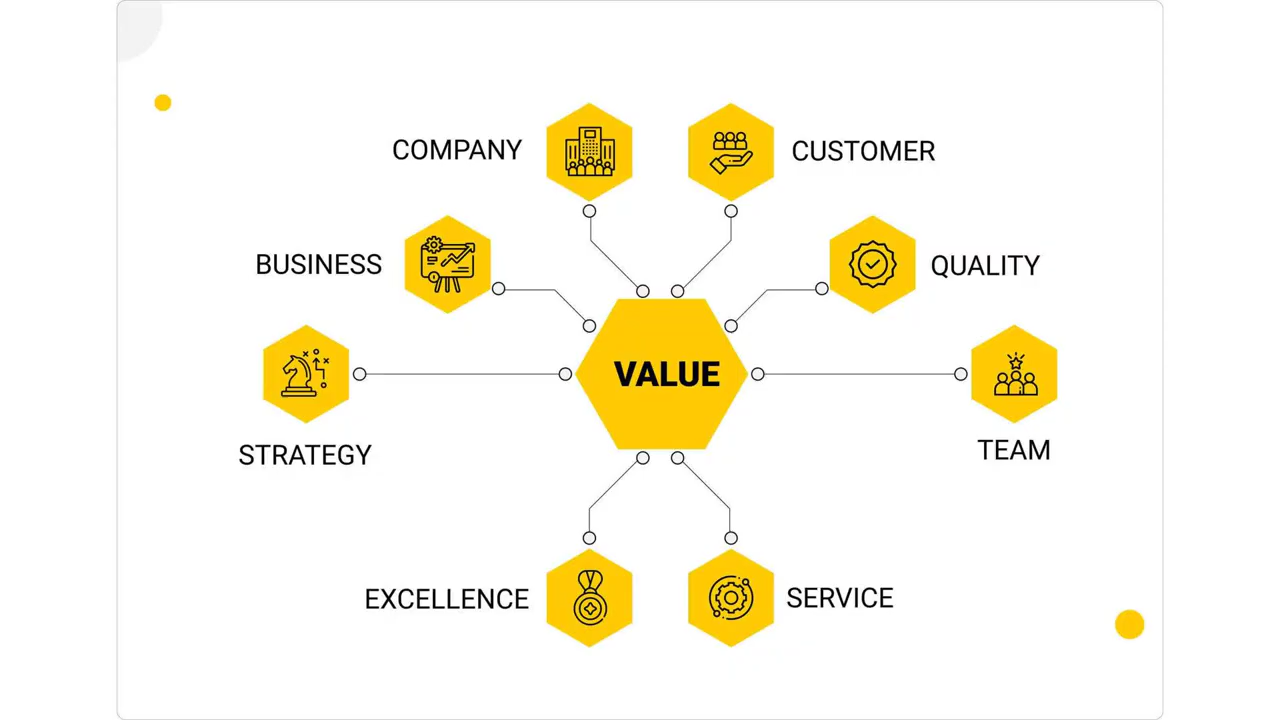 COMPANY
CUSTOMER
BUSINESS
QUALITY
VALUE
STRATEGY
TEAM
EXCELLENCE
SERVICE